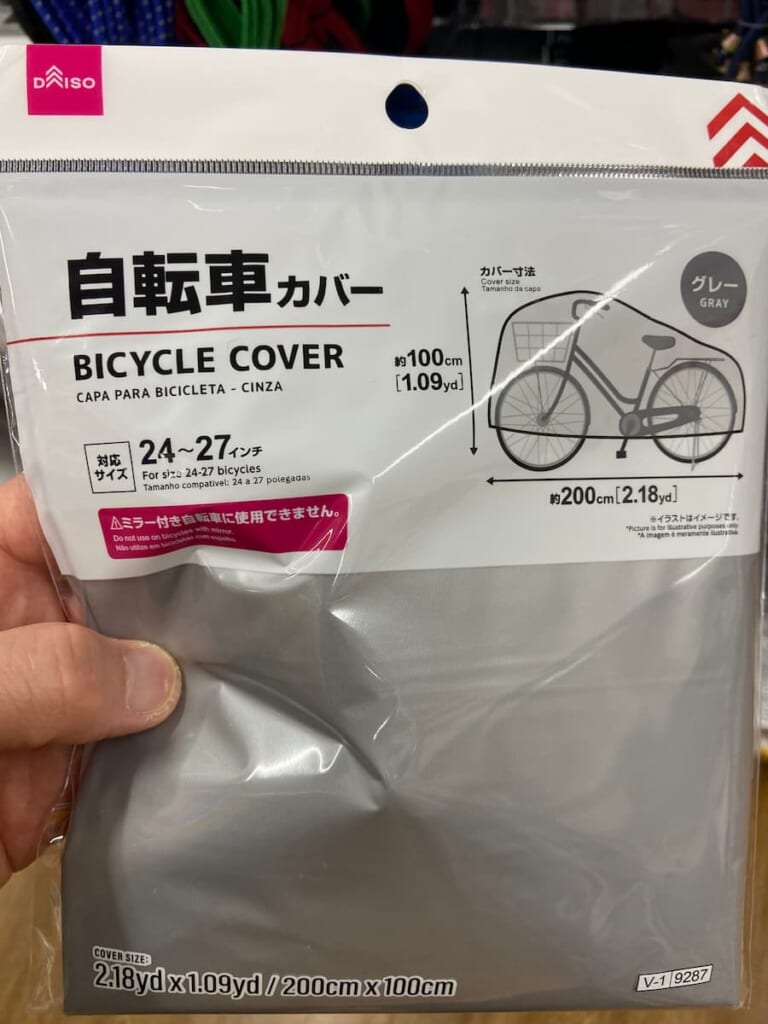 DAISO
自転車カバー
BICYCLE COVER
CAPA PARA BICICLETA - CINZA
対応
サイズ
24～27インチ
For size 24-27 bicycles
Tamanho compatível: 24 a 27 polegadas
⚠ミラー付き自転車に使用できません。
Do not use on bicycles with mirror.
Não utilize em bicicletas com espelho.
カバー寸法
Cover size
Tamanho da capa
グレー
GRAY
約100cm
[1.09yd]
約200cm[2.18yd]
※イラストはイメージです。
*Picture is for illustrative purposes only
*A imagem é meramente ilustrativa.
COVER SIZE:
2.18yd x 1.09yd / 200cm x 100cm
V-1 9287